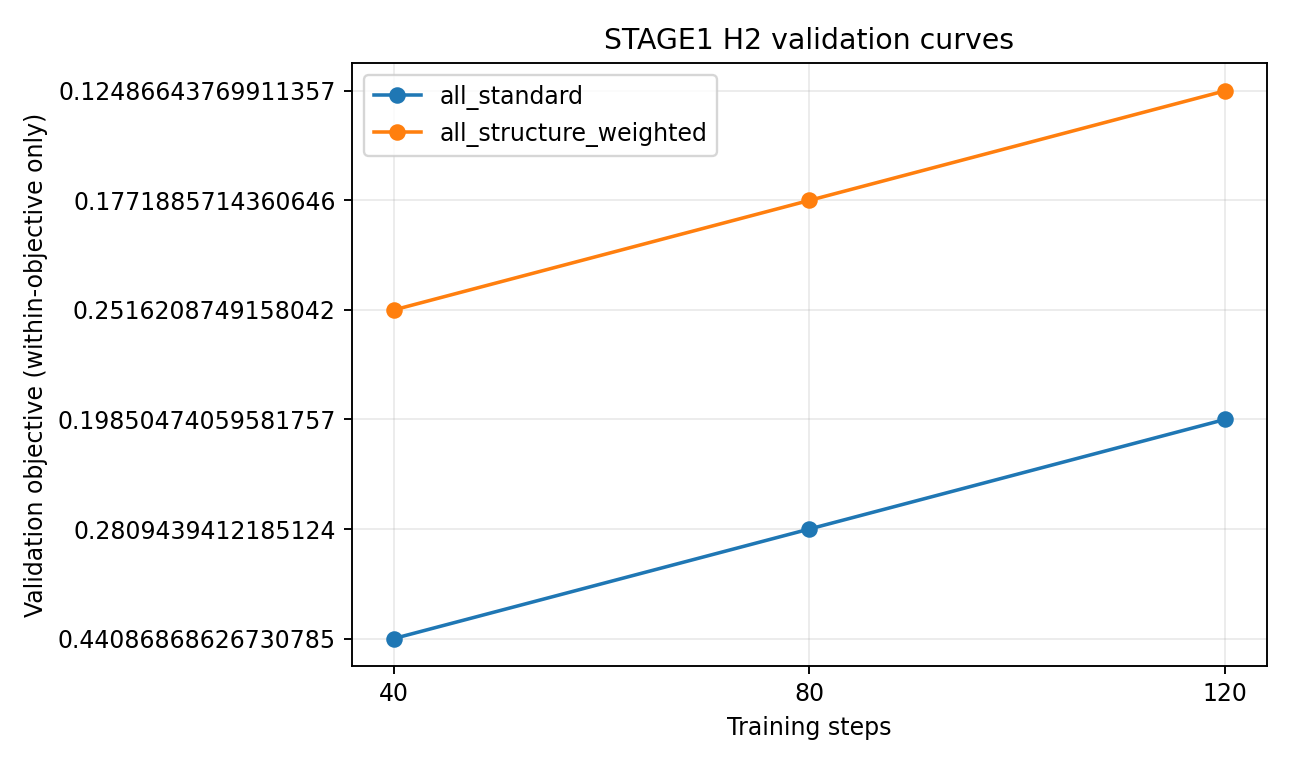 STAGE1 H2 validation curves
all_standard
all_structure_weighted
Validation objective (within-objective only)
0.12486643769911357
0.1771885714360646
0.2516208749158042
0.19850474059581757
0.2809439412185124
0.44086868626730785
40 80 120
Training steps